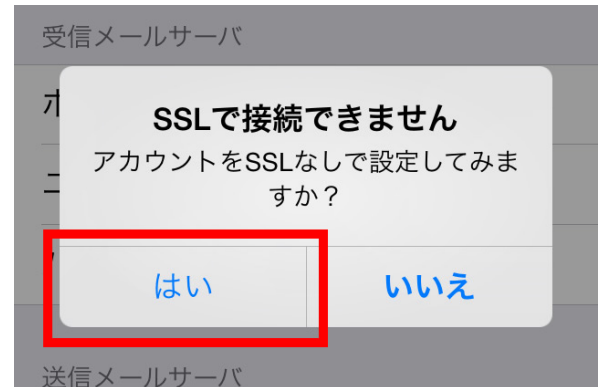 受信メールサーバ
SSLで接続できません
アカウントをSSLなしで設定してみま
すか？
はい
いいえ
送信メールサーバ